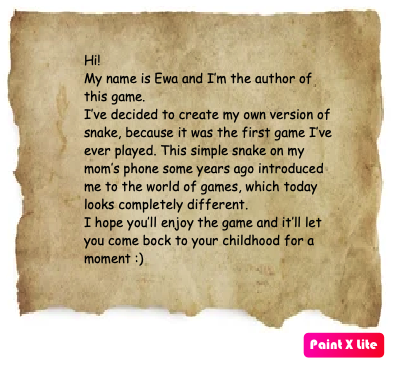 Hi!
My name is Ewa and I'm the author of
this game.
I've decided to create my own version of
snake, because it was the first game I've
ever played. This simple snake on my
mom's phone some years ago introduced
me to the world of games, which today
looks completely different.
I hope you'll enjoy the game and it'll let
you come bock to your childhood for a
moment :)
Paint X Lite